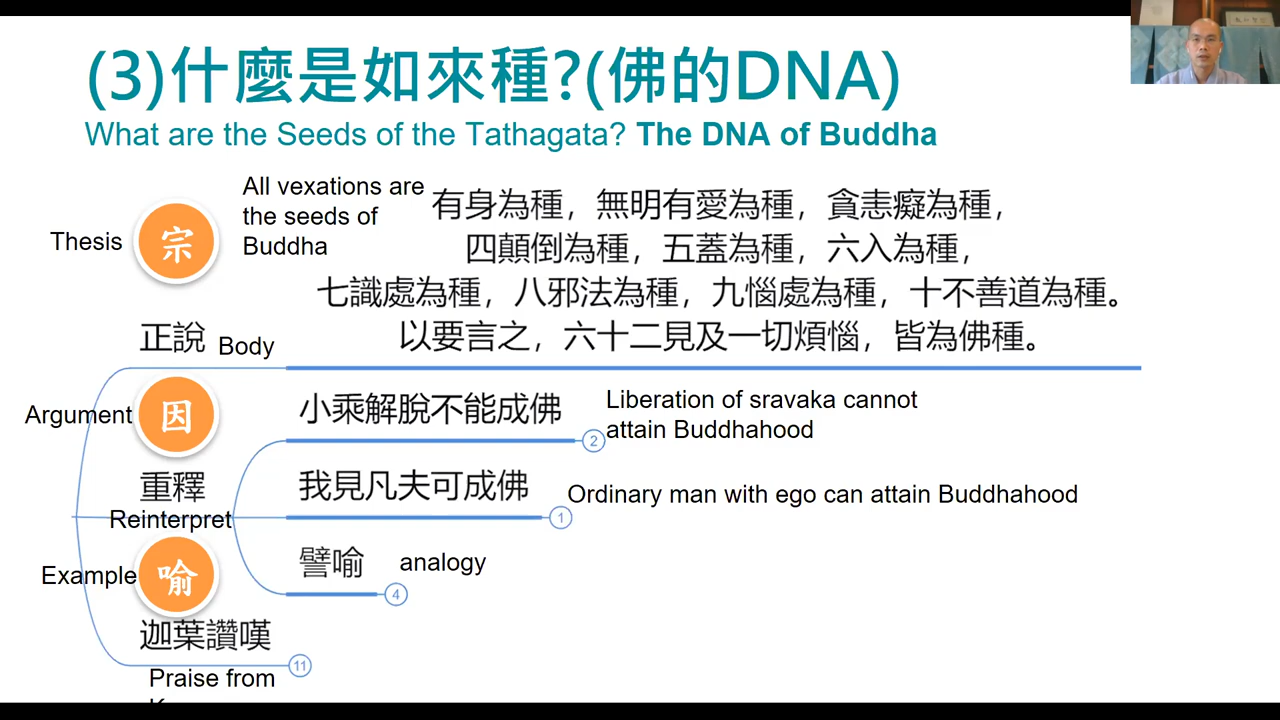 (3)什麼是如來種?(佛的DNA)
What are the Seeds of the Tathagata? The DNA of Buddha
All vexations are
the seeds of
Buddha
Thesis
宗
有身為種，無明有愛為種，貪恚癡為種，
四顛倒為種，五蓋為種，六入為種，
七識處為種，八邪法為種，九惱處為種，十不善道為種。
以要言之，六十二見及一切煩惱，皆為佛種。
正說 Body
Argument
因
小乘解脫不能成佛
2
Liberation of sravaka cannot
attain Buddhahood
重釋
Reinterpret
我見凡夫可成佛
1
Ordinary man with ego can attain Buddhahood
Example
喻
譬喻
analogy
4
迦葉讚嘆
11
Praise from